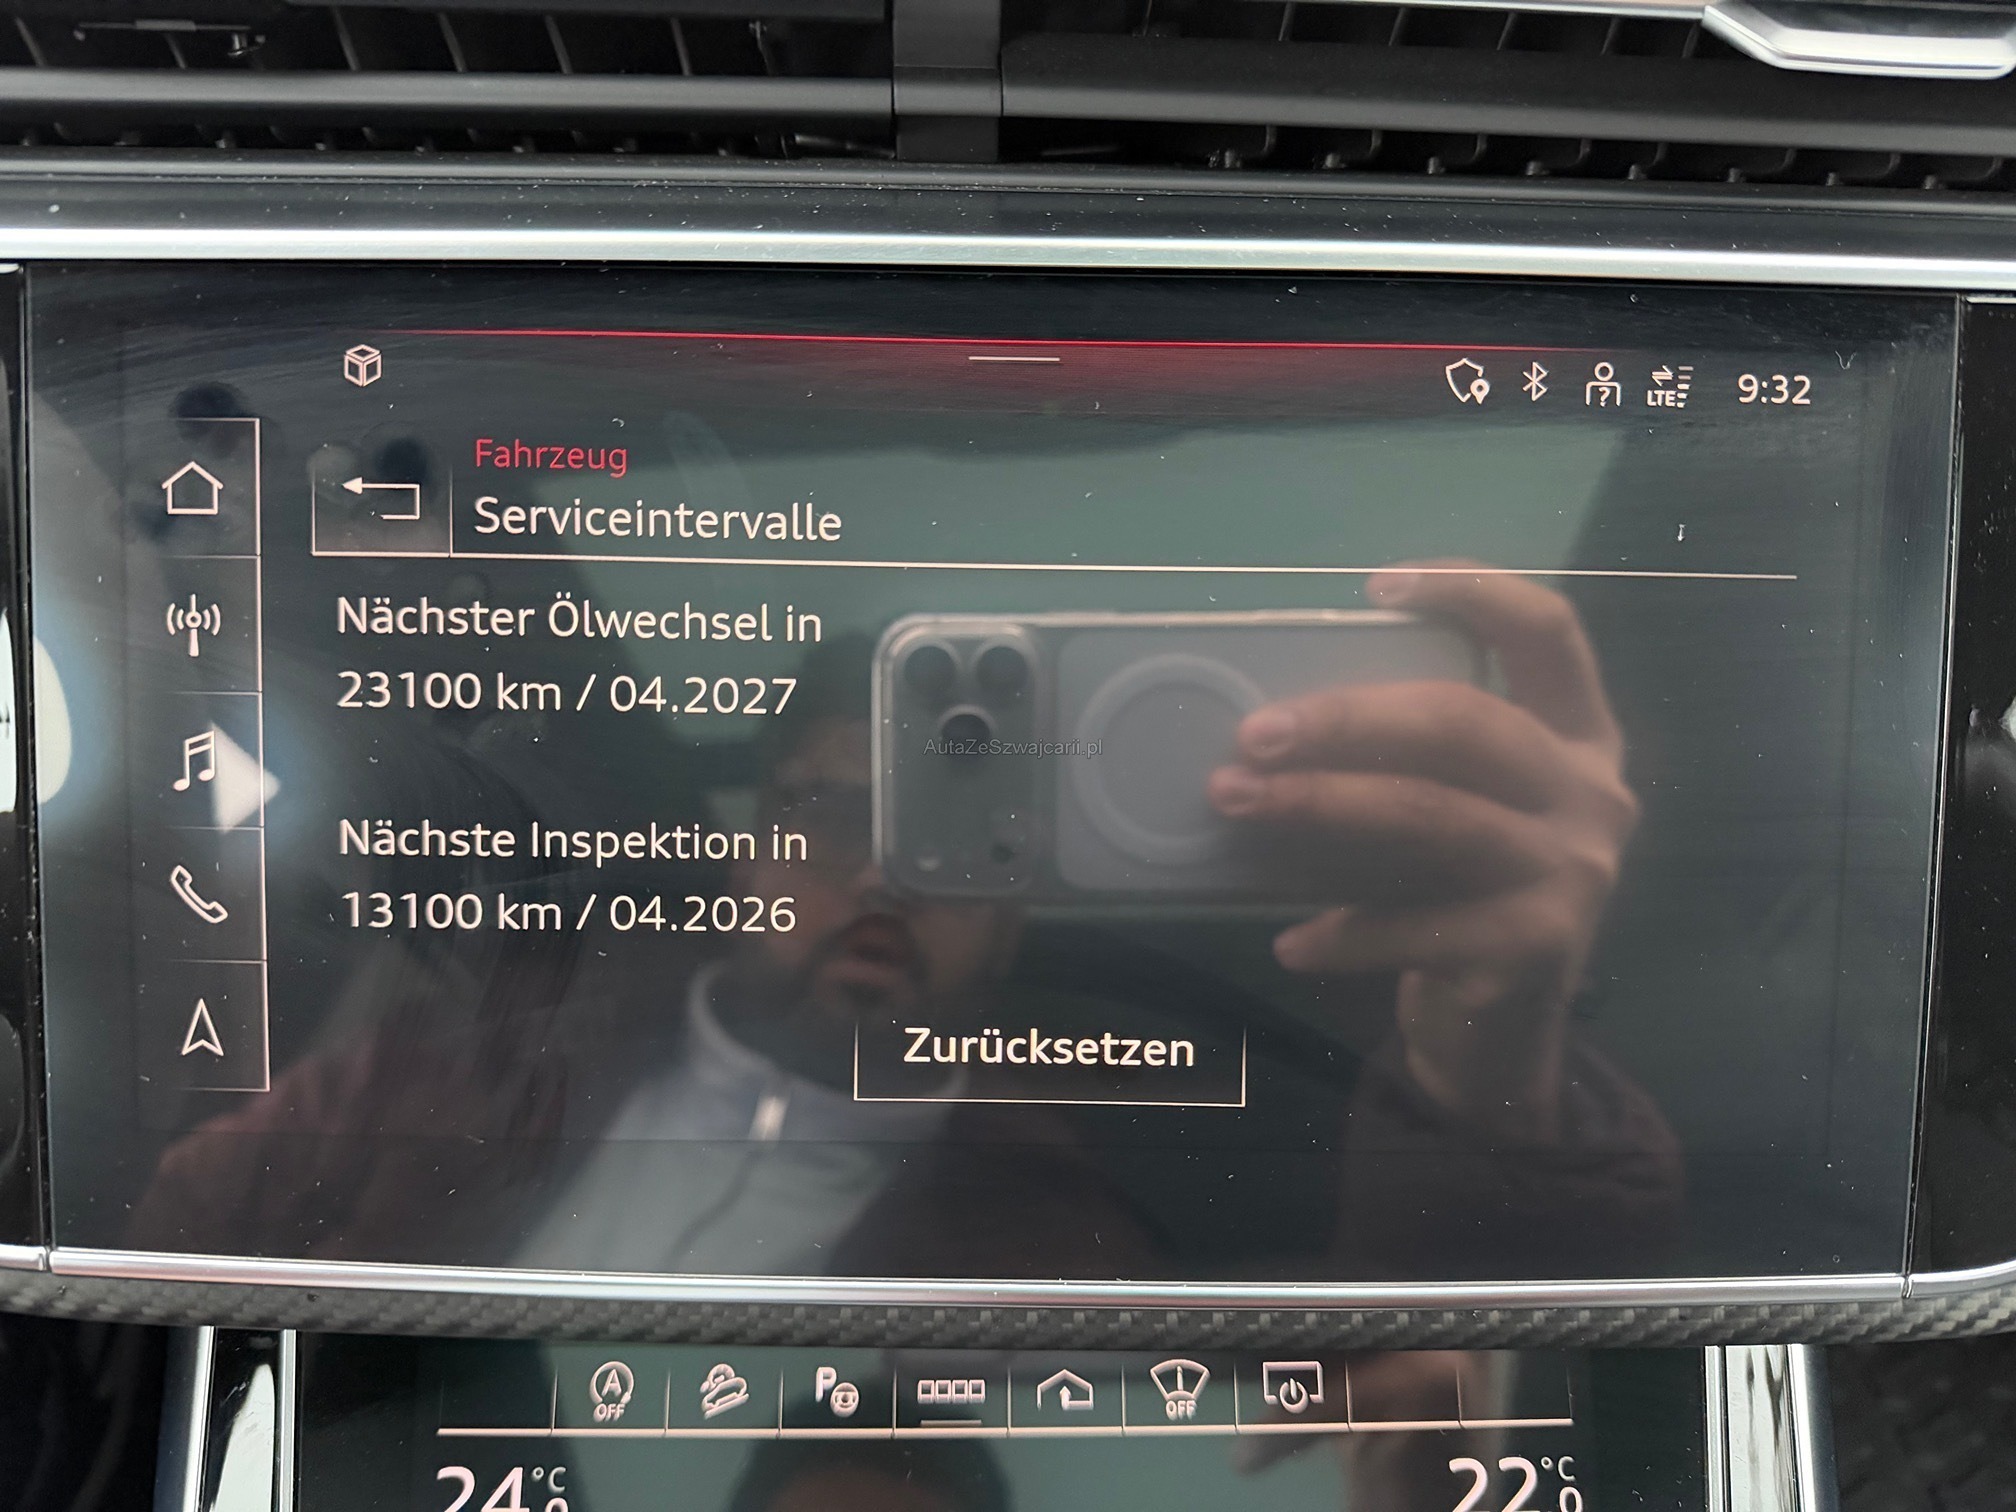 LTE
9:32
Fahrzeug
Serviceintervalle
Nächster Ölwechsel in
23100 km / 04.2027
AutaZeSzwajcarii.pl
Nächste Inspektion in
13100 km / 04.2026
Zurücksetzen
A
OFF
P
OFF
24 °C
22 °C